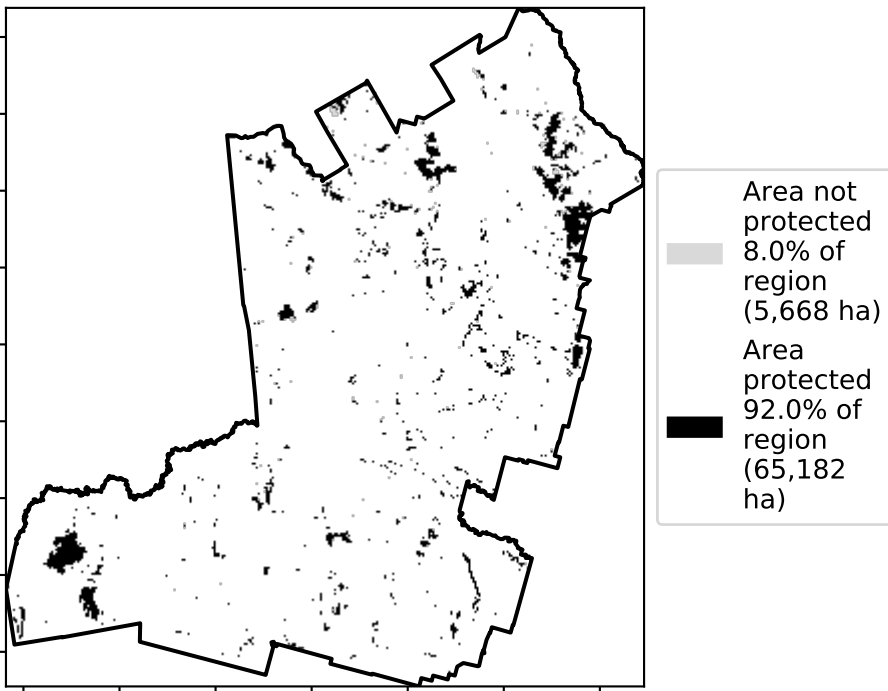 Area not
protected
8.0% of
region
(5,668 ha)
Area
protected
92.0% of
region
(65,182
ha)